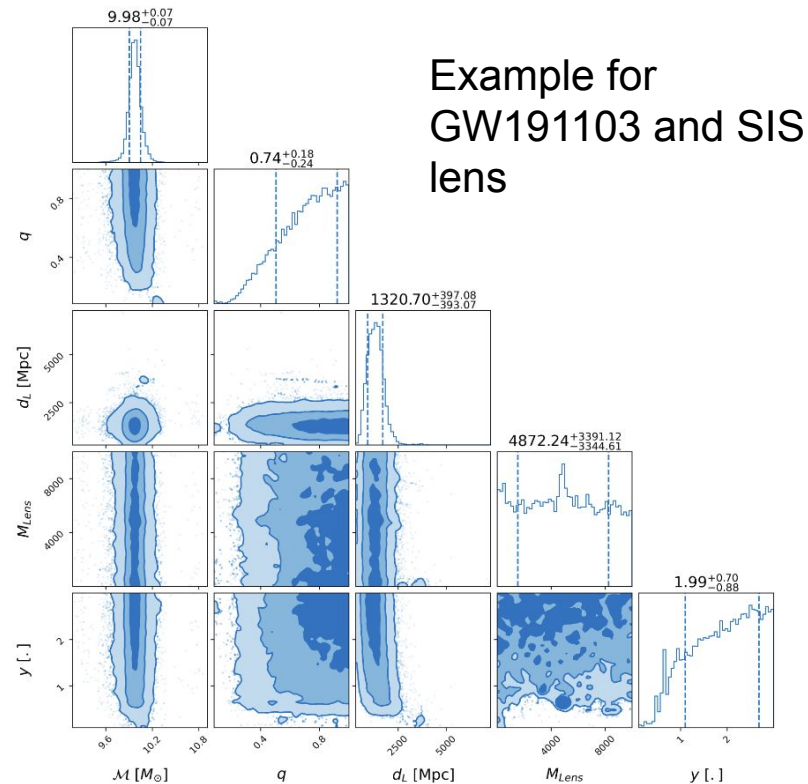 9.98+0.07−0.07
Example for
GW191103 and SIS
lens
0.74+0.18−0.24
0.8
0.4
q
1320.70+397.08−393.07
5000
2500
dL [Mpc]
4872.24+3391.12−3344.61
8000
4000
MLens
1.99+0.70−0.88
2
1
y [.]
9.6 10.2 10.8 0.4 0.8 2500 5000 4000 8000 1 2
ℳ [M⊙] q dL [Mpc] MLens y [.]